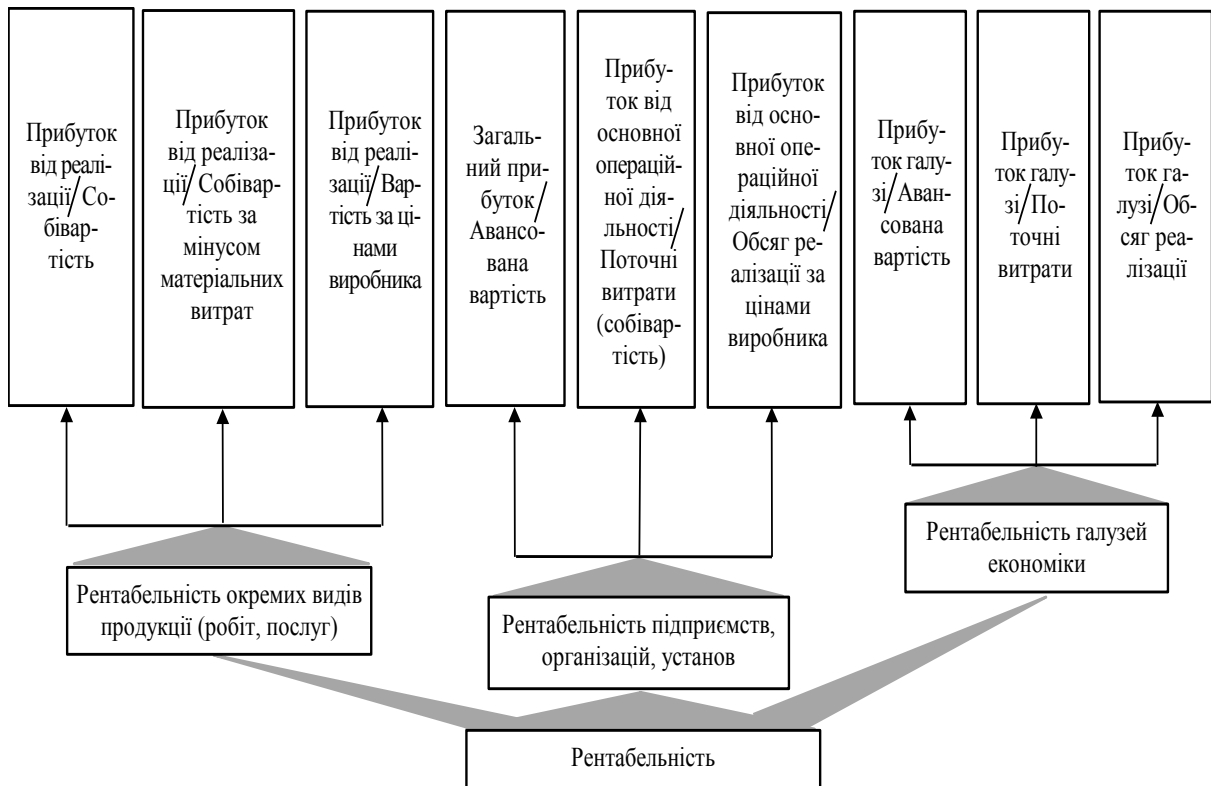 Прибуток
від реалі-
зації/Со-
бівар-
тість
Прибуток
від реаліза-
ції/Собівар-
тість за
мінусом
матеріальних
витрат
Прибуток
від реалі-
зації/Вар-
тість за ці-
нами
виробника
Загаль-
ний при-
буток/
Авансо-
вана
вартість
Прибу-
ток від
основної
операцій-
ної дія-
льності/
Поточні
витрати
(собівар-
тість)
Прибуток
від осно-
вної опе-
раційної
діяльності/
Обсяг ре-
алізації за
цінами
виробника
Прибу-
ток галу-
зі/Аван-
сована
вартість
Прибу-
ток галу-
зі/По-
точні
витрати
Прибу-
ток га-
лузі/Об-
сяг реа-
лізації
Рентабельність окремих видів
продукції (робіт, послуг)
Рентабельність підприємств,
організацій, установ
Рентабельність галузей
економіки
Рентабельність